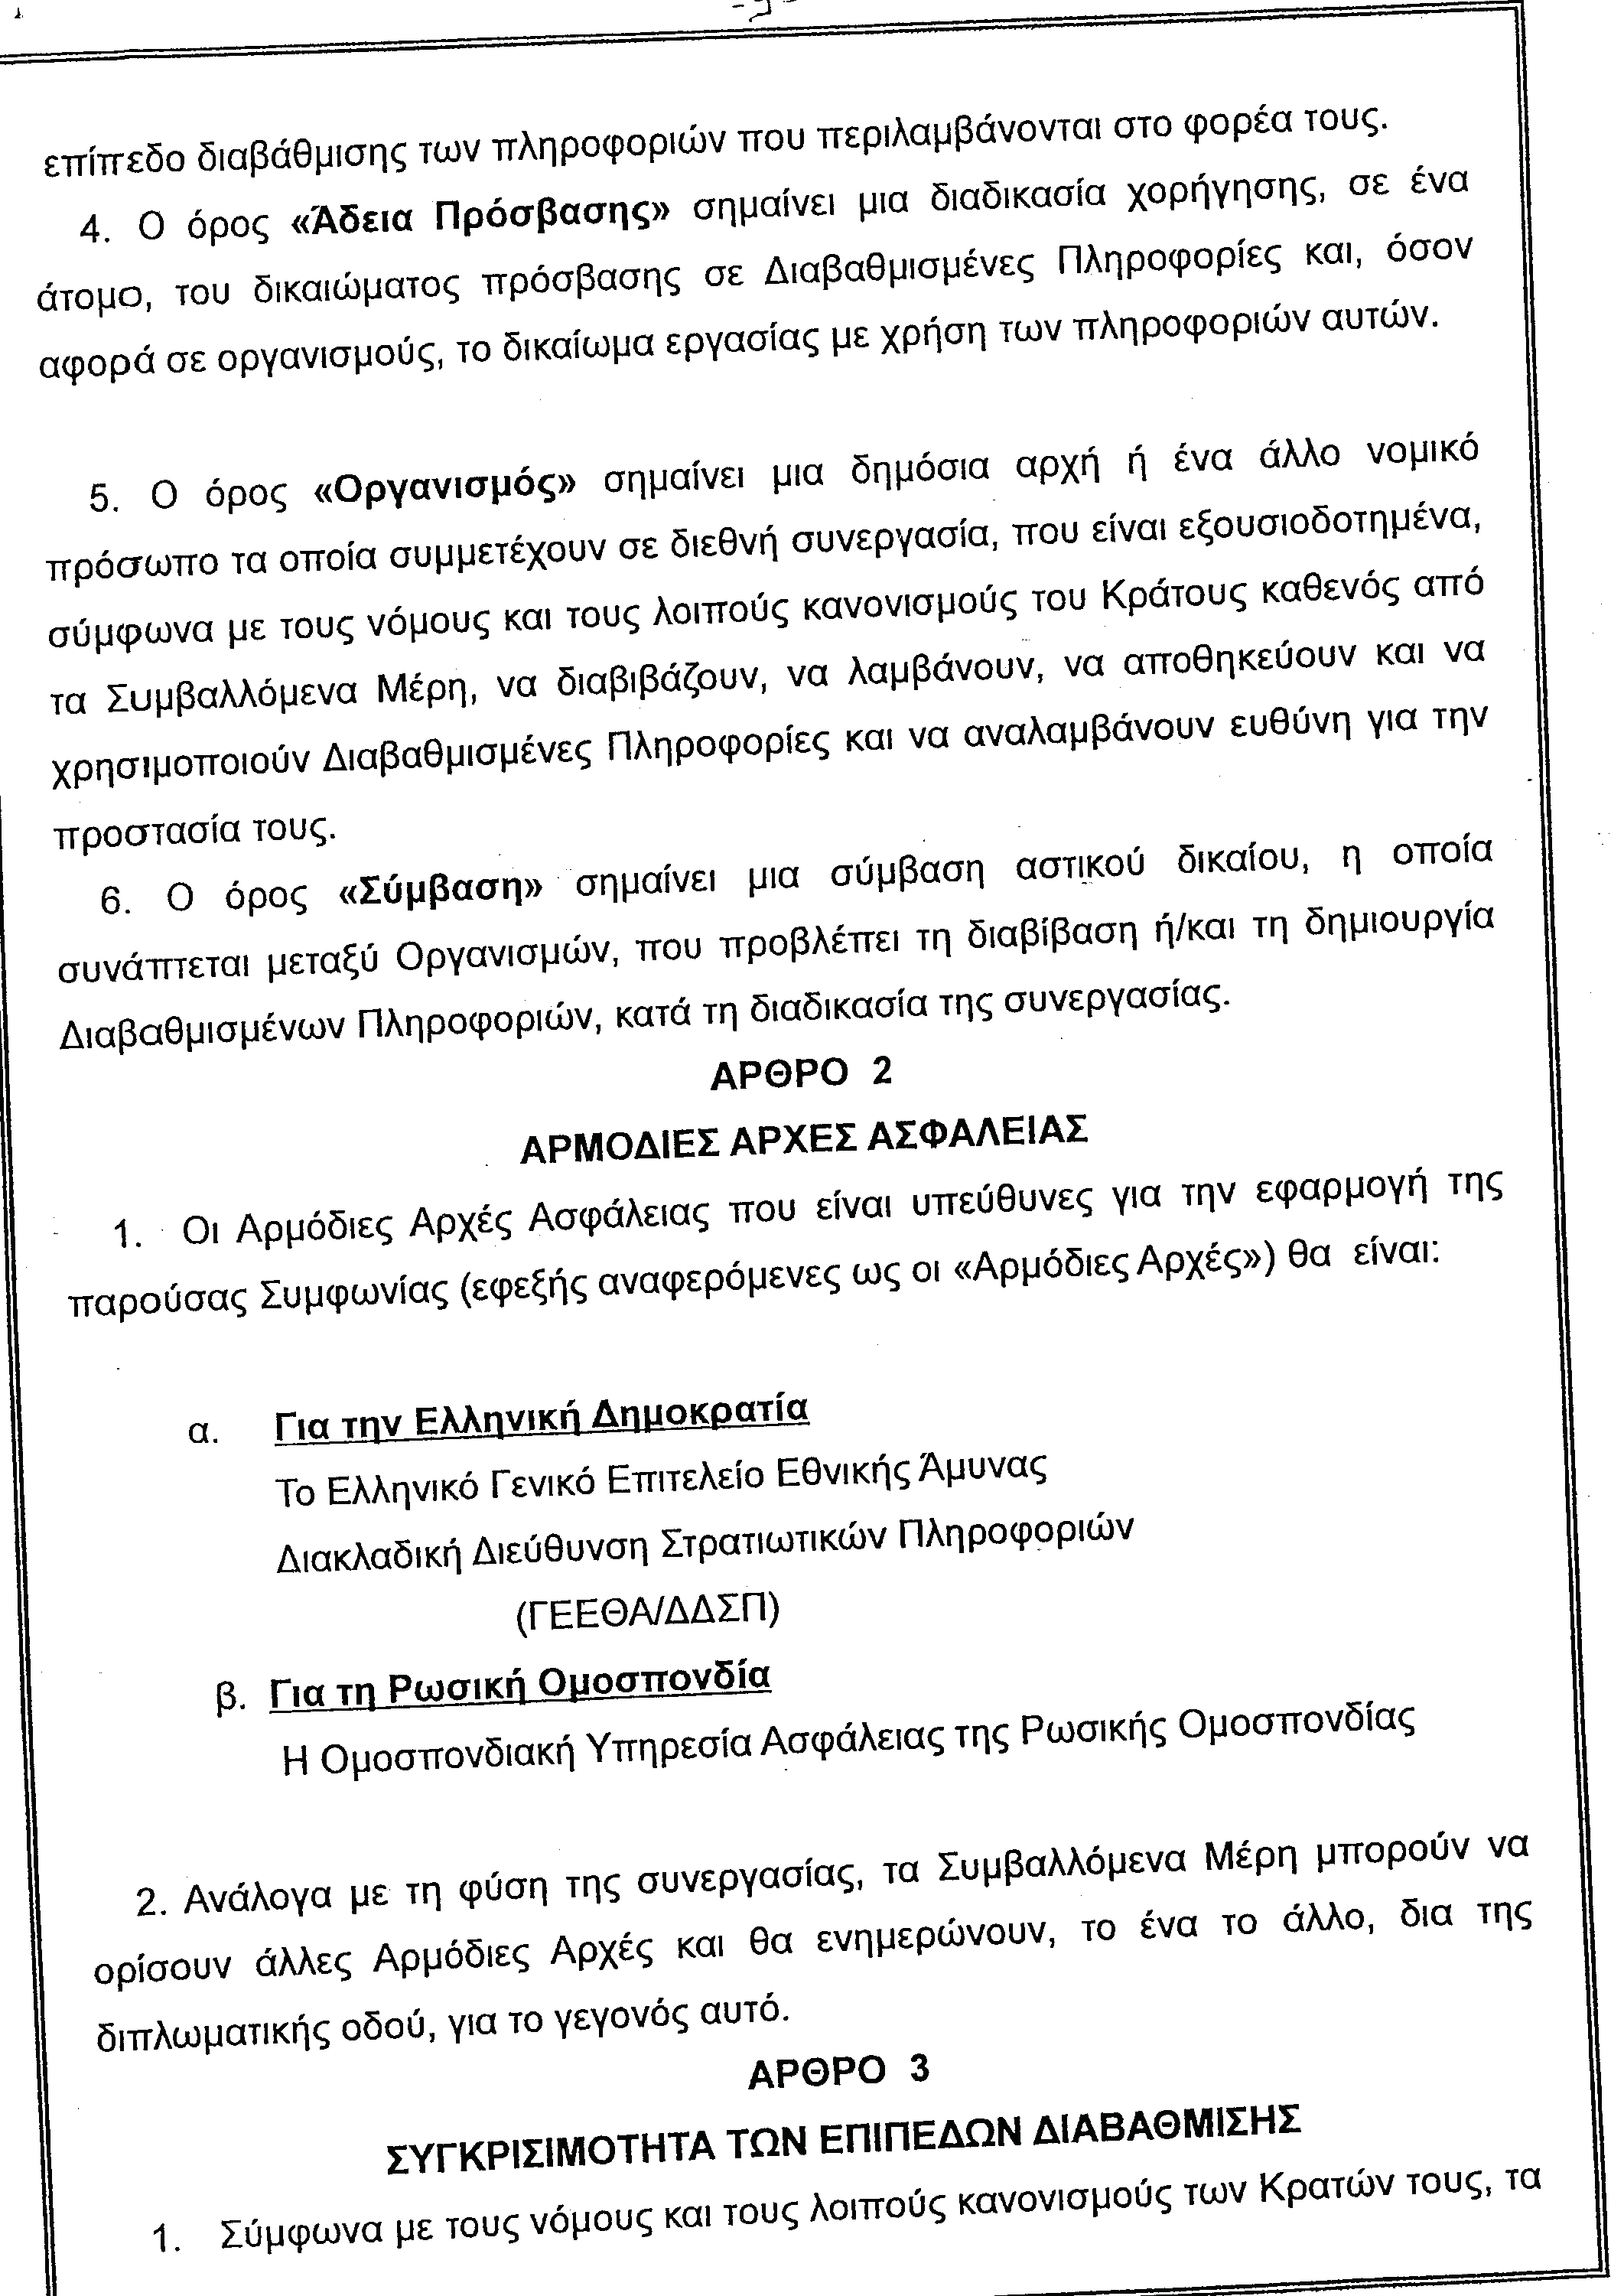 επίπεδο διαβάθμισης των πληροφοριών που περιλαμβάνονται στο φορέα τους.
4. Ο όρος «Άδεια Πρόσβασης» σημαίνει μια διαδικασία χορήγησης, σε ένα
άτομο, του δικαιώματος πρόσβασης σε Διαβαθμισμένες Πληροφορίες και, όσον
αφορά σε οργανισμούς, το δικαίωμα εργασίας με χρήση των πληροφοριών αυτών.
5. Ο όρος «Οργανισμός» σημαίνει μια δημόσια αρχή ή ένα άλλο νομικό
πρόσωπο τα οποία συμμετέχουν σε διεθνή συνεργασία, που είναι εξουσιοδοτημένα,
σύμφωνα με τους νόμους και τους λοιπούς κανονισμούς του Κράτους καθενός από
τα Συμβαλλόμενα Μέρη, να διαβιβάζουν, να λαμβάνουν, να αποθηκεύουν και να
χρησιμοποιούν Διαβαθμισμένες Πληροφορίες και να αναλαμβάνουν ευθύνη για την
προστασία τους.
6. Ο όρος «Σύμβαση» σημαίνει μια σύμβαση αστικού δικαίου, η οποία
συνάπτεται μεταξύ Οργανισμών, που προβλέπει τη διαβίβαση ή/και τη δημιουργία
Διαβαθμισμένων Πληροφοριών, κατά τη διαδικασία της συνεργασίας.
ΑΡΘΡΟ 2
ΑΡΜΟΔΙΕΣ ΑΡΧΕΣ ΑΣΦΑΛΕΙΑΣ
1. Οι Αρμόδιες Αρχές Ασφάλειας που είναι υπεύθυνες για την εφαρμογή της
παρούσας Συμφωνίας (εφεξής αναφερόμενες ως οι «Αρμόδιες Αρχές») θα είναι:
α. Για την Ελληνική Δημοκρατία
Το Ελληνικό Γενικό Επιτελείο Εθνικής Άμυνας
Διακλαδική Διεύθυνση Στρατιωτικών Πληροφοριών
(ΓΕΕΘΑ/ΔΔΣΠ)
β. Για τη Ρωσική Ομοσπονδία
Η Ομοσπονδιακή Υπηρεσία Ασφάλειας της Ρωσικής Ομοσπονδίας
2. Ανάλογα με τη φύση της συνεργασίας, τα Συμβαλλόμενα Μέρη μπορούν να
ορίσουν άλλες Αρμόδιες Αρχές και θα ενημερώνουν, το ένα το άλλο, δια της
διπλωματικής οδού, για το γεγονός αυτό.
ΑΡΘΡΟ 3
ΣΥΓΚΡΙΣΙΜΟΤΗΤΑ ΤΩΝ ΕΠΙΠΕΔΩΝ ΔΙΑΒΑΘΜΙΣΗΣ
1. Σύμφωνα με τους νόμους και τους λοιπούς κανονισμούς των Κρατών τους, τα